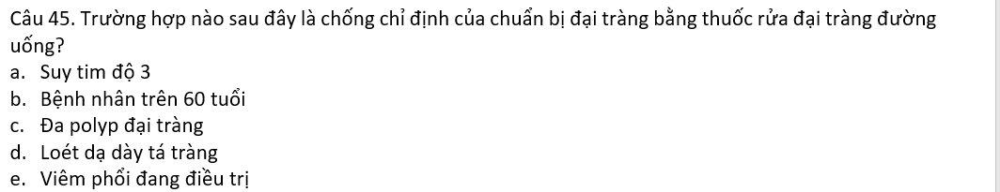 Câu 45. Trường hợp nào sau đây là chống chỉ định của chuẩn bị đại tràng bằng thuốc rửa đại tràng đường
uống?
a. Suy tim độ 3
b. Bệnh nhân trên 60 tuổi
c. Đa polyp đại tràng
d. Loét dạ dày tá tràng
e. Viêm phổi đang điều trị